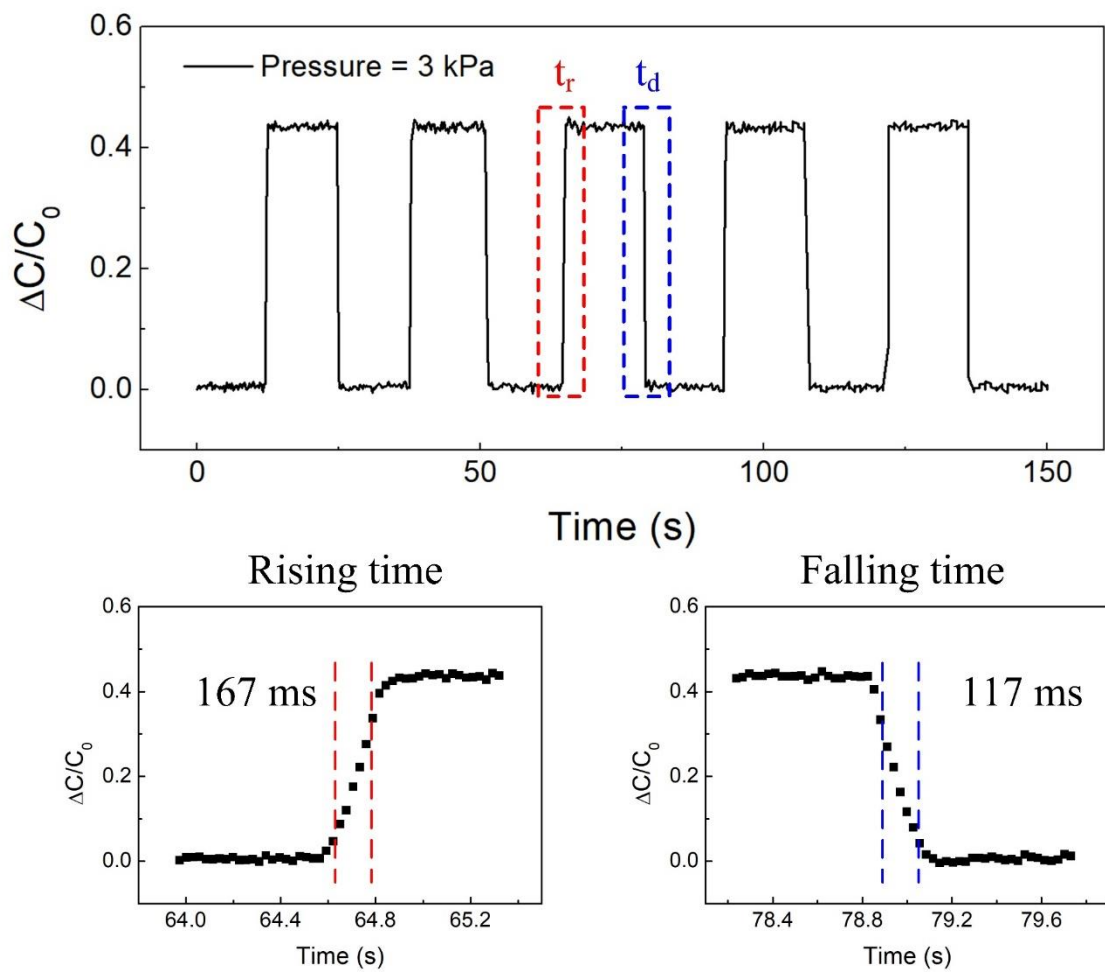 0.6
Pressure = 3 kPa
t_r
t_d
0.4
ΔC/C₀
0.2
0.0
0 50 100 150
Time (s)
Rising time
Falling time
0.6
167 ms
0.4
ΔC/C₀
0.2
0.0
64.0 64.4 64.8 65.2
Time (s)
0.6
117 ms
0.4
ΔC/C₀
0.2
0.0
78.4 78.8 79.2 79.6
Time (s)